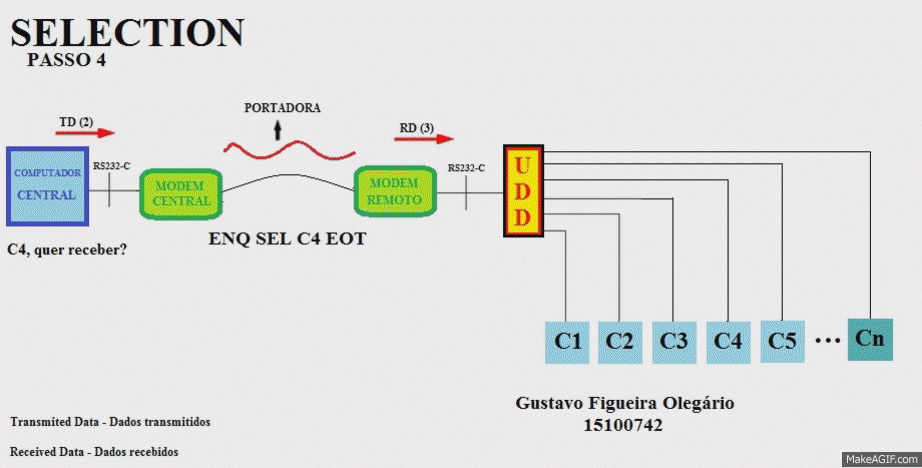 SELECTION
PASSO 4
PORTADORA
TD (2)
RD (3)
COMPUTADOR
CENTRAL
RS232-C
MODEM
CENTRAL
MODEM
REMOTO
RS232-C
U
D
D
C4, quer receber?
ENQ SEL C4 EOT
C1
C2
C3
C4
C5
...
Cn
Gustavo Figueira Olegário
15100742
Transmited Data - Dados transmitidos
Received Data - Dados recebidos
MakeAGIF.com